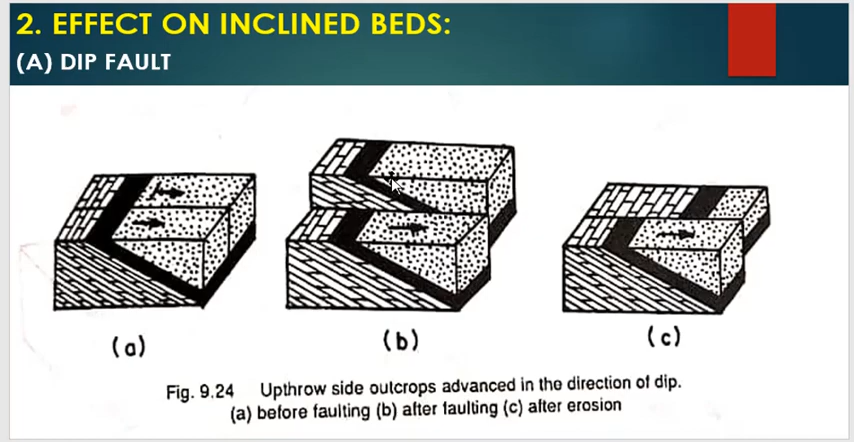 2. EFFECT ON INCLINED BEDS:
(A) DIP FAULT
(a)
(b)
(c)
Fig. 9.24 Upthrow side outcrops advanced in the direction of dip.
(a) before faulting (b) after faulting (c) after erosion